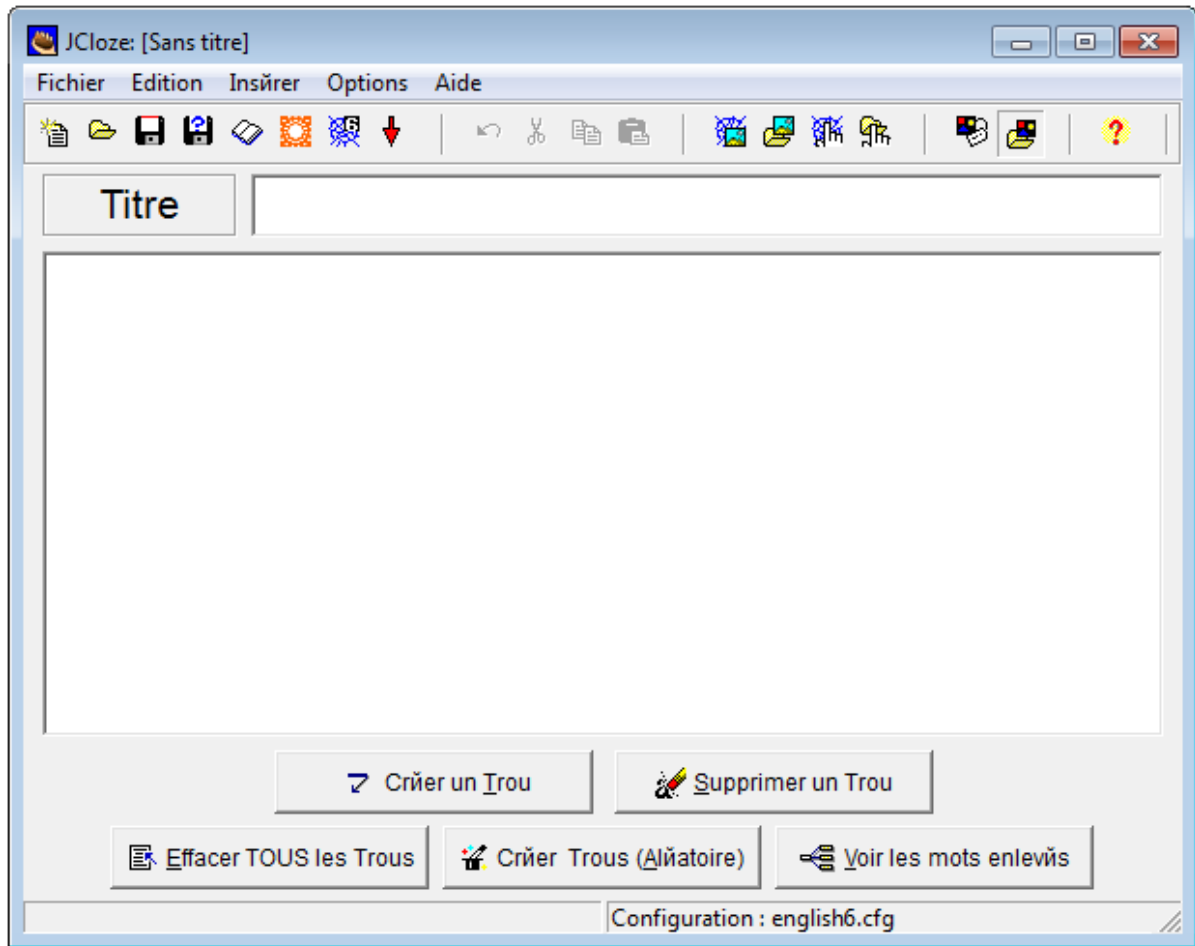 JCloze: [Sans titre]
Fichier Edition Insйrer Options Aide
Titre
Crйer un Trou
Supprimer un Trou
Effacer TOUS les Trous
Crйer Trous (Alйatoire)
Voir les mots enlevйs
Configuration : english6.cfg